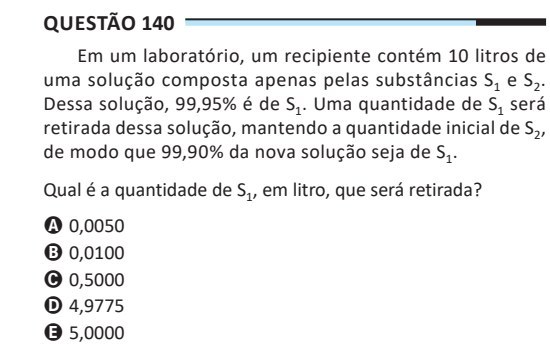 QUESTÃO 140
Em um laboratório, um recipiente contém 10 litros de
uma solução composta apenas pelas substâncias S₁ e S₂.
Dessa solução, 99,95% é de S₁. Uma quantidade de S₁ será
retirada dessa solução, mantendo a quantidade inicial de S₂,
de modo que 99,90% da nova solução seja de S₁.
Qual é a quantidade de S₁, em litro, que será retirada?
A 0,0050
B 0,0100
C 0,5000
D 4,9775
E 5,0000